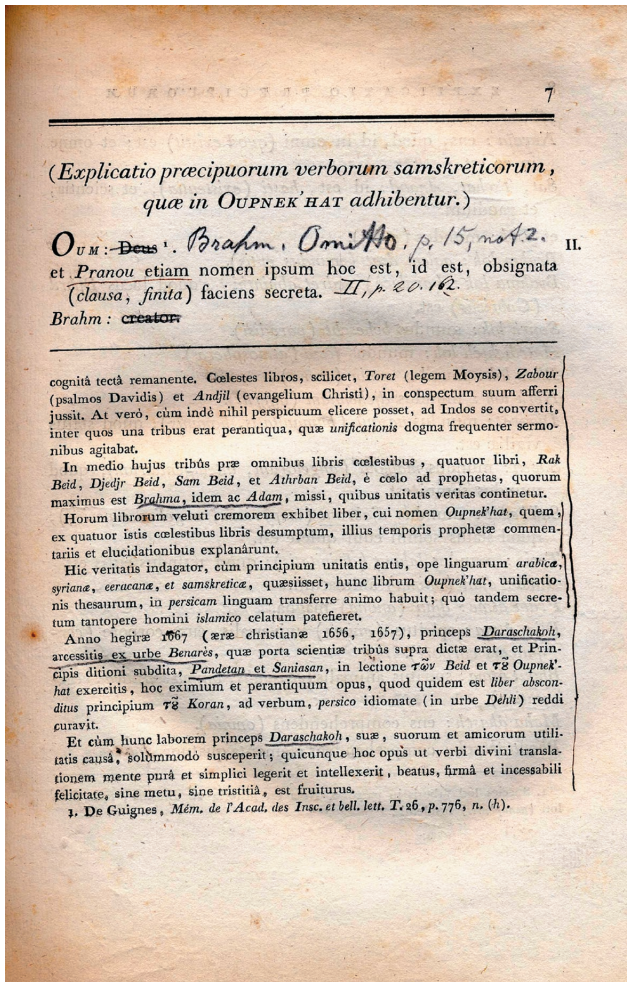 7
(Explicatio præcipuorum verborum samskreticorum,
quæ in OUPNEK'HAT adhibentur.)
OUM: Deus ¹. Brahm. Omitto. p. 15, not 2. II.
et Pranou etiam nomen ipsum hoc est, id est, obsignata
(clausa, finita) faciens secreta. II, p. 20. 162.
Brahm: creator.
cognitâ tectâ remanente. Cœlestes libros, scilicet, Toret (legem Moysis), Zabour
(psalmos Davidis) et Andjil (evangelium Christi), in conspectum suum afferri
jussit. At verò, cùm indè nihil perspicuum elicere posset, ad Indos se convertit,
inter quos una tribus erat perantiqua, quæ unificationis dogma frequenter sermo-
nibus agitabat.
In medio hujus tribûs præ omnibus libris cœlestibus, quatuor libri, Rak
Beid, Djedjr Beid, Sam Beid, et Athrban Beid, è cœlo ad prophetas, quorum
maximus est Brahma, idem ac Adam, missi, quibus unitatis veritas continetur.
Horum librorum veluti cremorem exhibet liber, cui nomen Oupnek'hat, quem,
ex quatuor istis cœlestibus libris desumptum, illius temporis prophetæ commen-
tariis et elucidationibus explanârunt.
Hic veritatis indagator, cùm principium unitatis entis, ope linguarum arabicæ,
syrianæ, eeracanæ, et samskreticæ, quæsiisset, hunc librum Oupnek'hat, unificatio-
nis thesaurum, in persicam linguam transferre animo habuit; quò tandem secre-
tum tantopere homini islamico celatum patefieret.
Anno hegiræ 1067 (æræ christianæ 1656, 1657), princeps Daraschakoh,
arcessitis ex urbe Benarès, quæ porta scientiæ tribûs supra dictæ erat, et Prin-
cipis ditioni subdita, Pandetan et Saniasan, in lectione τῶν Beid et τȣ͂ Oupnek'-
hat exercitis, hoc eximium et perantiquum opus, quod quidem est liber abscon-
ditus principium τȣ͂ Koran, ad verbum, persico idiomate (in urbe Dehli) reddi
curavit.
Et cùm hunc laborem princeps Daraschakoh, suæ, suorum et amicorum utili-
tatis causâ, solùmmodò susceperit; quicunque hoc opus ut verbi divini transla-
tionem mente purâ et simplici legerit et intellexerit, beatus, firmâ et incessabili
felicitate, sine metu, sine tristitiâ, est fruiturus.
1. De Guignes, Mém. de l'Acad. des Insc. et bell. lett. T. 26, p. 776, n. (h).